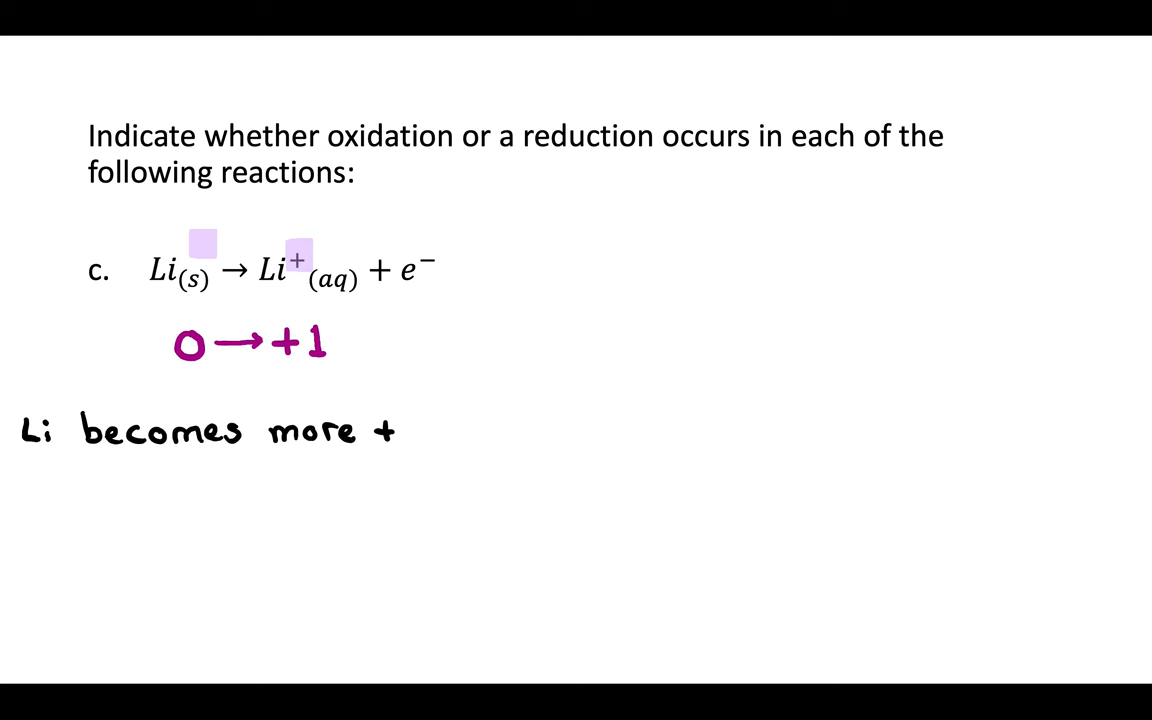 Indicate whether oxidation or a reduction occurs in each of the
following reactions:
c. Li(s) → Li⁺(aq) + e⁻
0 → +1
Li becomes more +